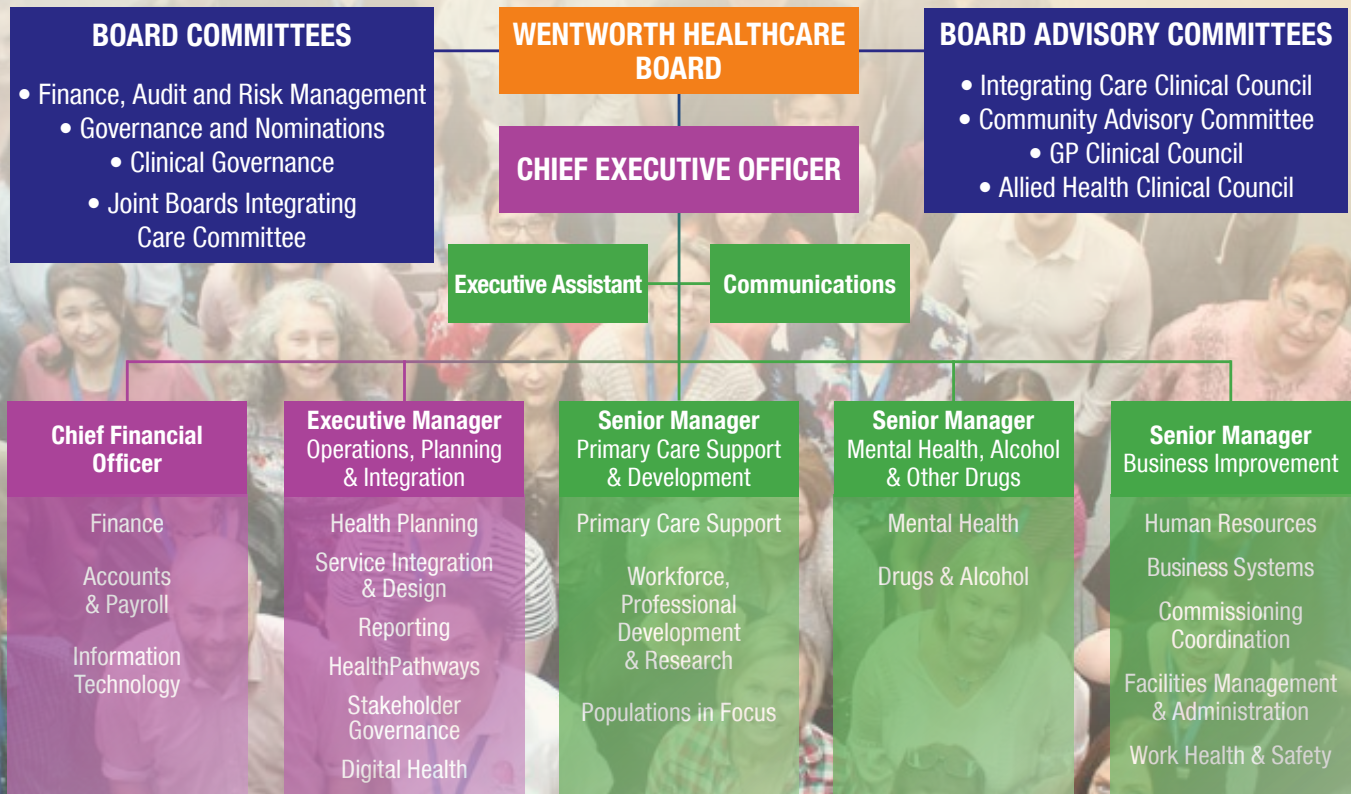 BOARD COMMITTEES
• Finance, Audit and Risk Management
• Governance and Nominations
• Clinical Governance
• Joint Boards Integrating
Care Committee
WENTWORTH HEALTHCARE
BOARD
BOARD ADVISORY COMMITTEES
• Integrating Care Clinical Council
• Community Advisory Committee
• GP Clinical Council
• Allied Health Clinical Council
CHIEF EXECUTIVE OFFICER
Executive Assistant
Communications
Chief Financial
Officer
Finance
Accounts
& Payroll
Information
Technology
Executive Manager
Operations, Planning
& Integration
Health Planning
Service Integration
& Design
Reporting
HealthPathways
Stakeholder
Governance
Digital Health
Senior Manager
Primary Care Support
& Development
Primary Care Support
Workforce,
Professional
Development
& Research
Populations in Focus
Senior Manager
Mental Health, Alcohol
& Other Drugs
Mental Health
Drugs & Alcohol
Senior Manager
Business Improvement
Human Resources
Business Systems
Commissioning
Coordination
Facilities Management
& Administration
Work Health & Safety